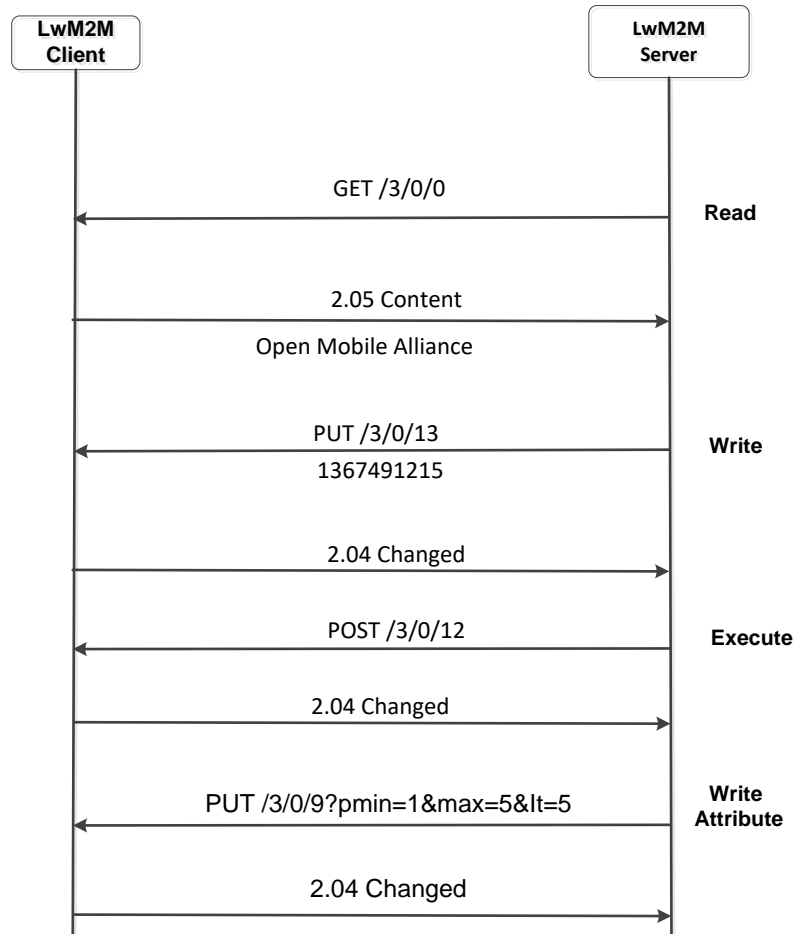 LwM2M
Client
LwM2M
Server
GET /3/0/0
Read
2.05 Content
Open Mobile Alliance
PUT /3/0/13
Write
1367491215
2.04 Changed
POST /3/0/12
Execute
2.04 Changed
PUT /3/0/9?pmin=1&max=5&lt=5
Write
Attribute
2.04 Changed